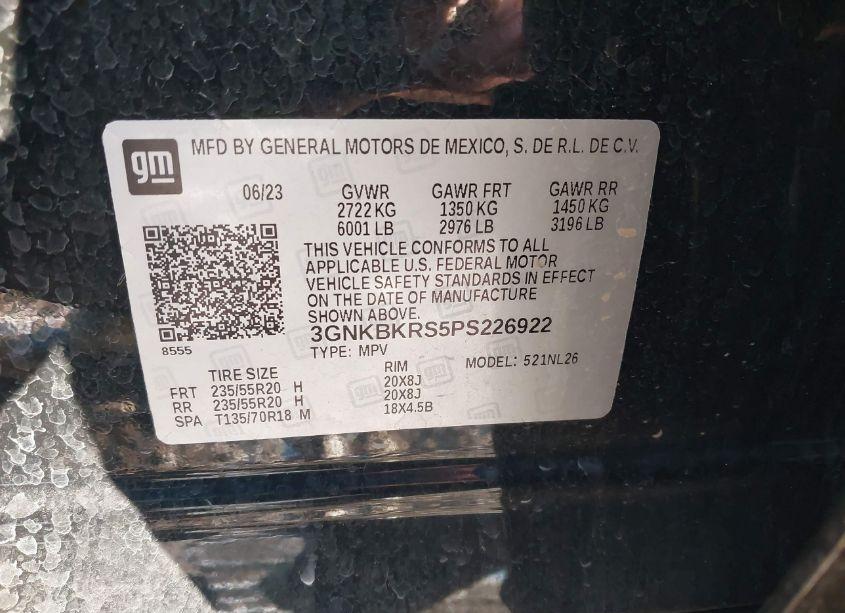 gm MFD BY GENERAL MOTORS DE MEXICO, S. DE R.L. DE C.V.
06/23 GVWR GAWR FRT GAWR RR
2722 KG 1350 KG 1450 KG
6001 LB 2976 LB 3196 LB
THIS VEHICLE CONFORMS TO ALL
APPLICABLE U.S. FEDERAL MOTOR
VEHICLE SAFETY STANDARDS IN EFFECT
ON THE DATE OF MANUFACTURE
SHOWN ABOVE.
3GNKBKRS5PS226922
8555 TYPE: MPV MODEL: 521NL26
TIRE SIZE RIM
FRT 235/55R20 H 20X8J
RR 235/55R20 H 20X8J
SPA T135/70R18 M 18X4.5B